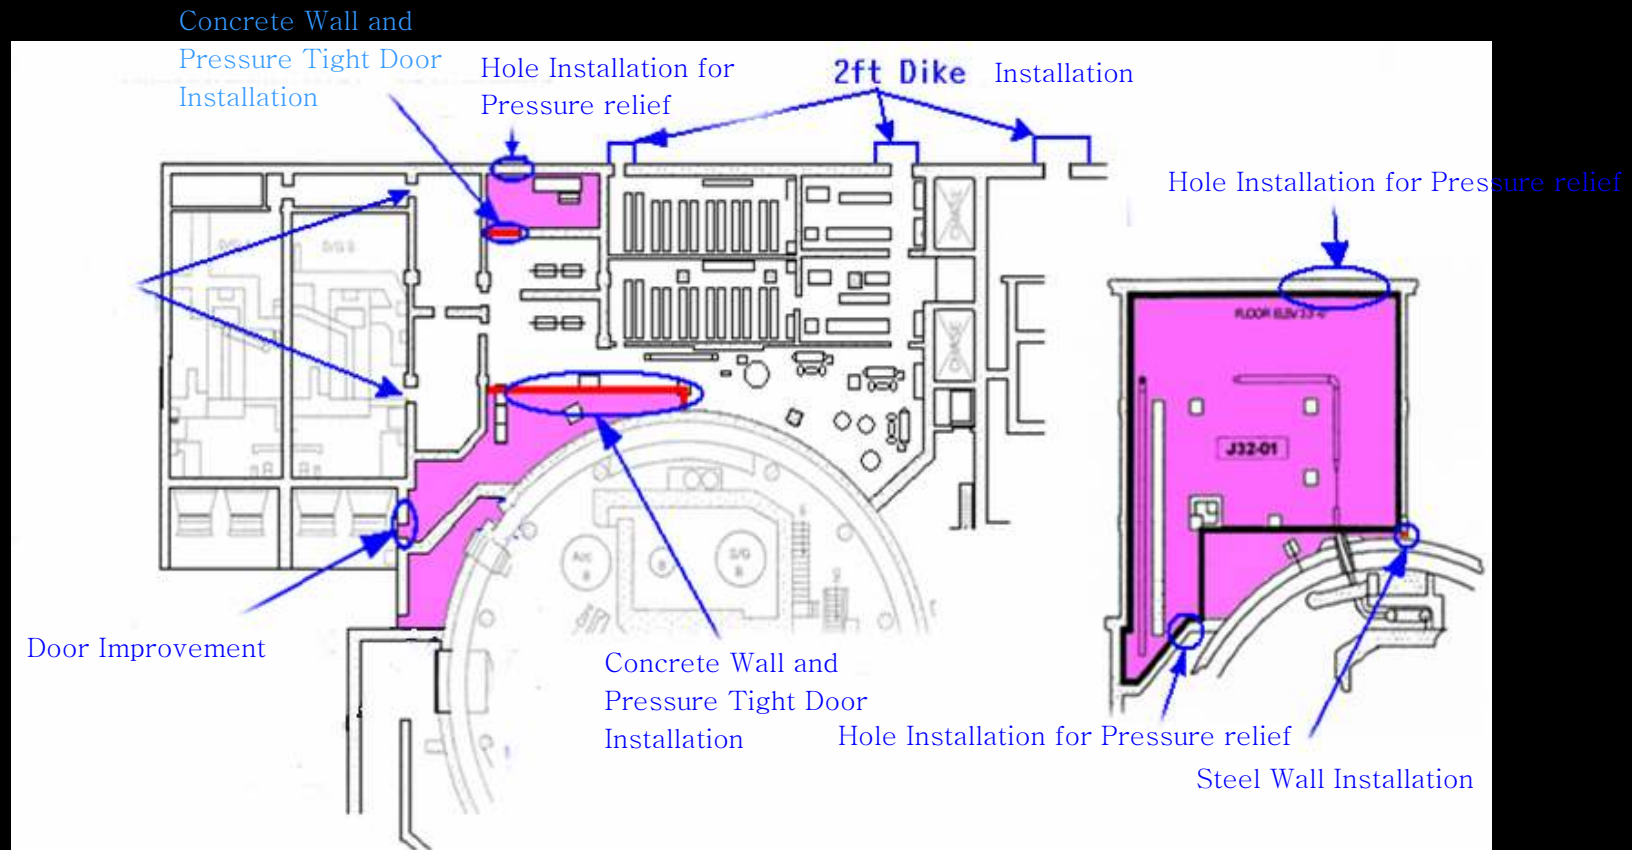 Concrete Wall and
Pressure Tight Door
Installation
Hole Installation for
Pressure relief
2ft Dike Installation
Hole Installation for Pressure relief
D/G B
CHASE
CHASE
J32-01
A/c
B
B
S/G
B
Door Improvement
Concrete Wall and
Pressure Tight Door
Installation
Hole Installation for Pressure relief
Steel Wall Installation